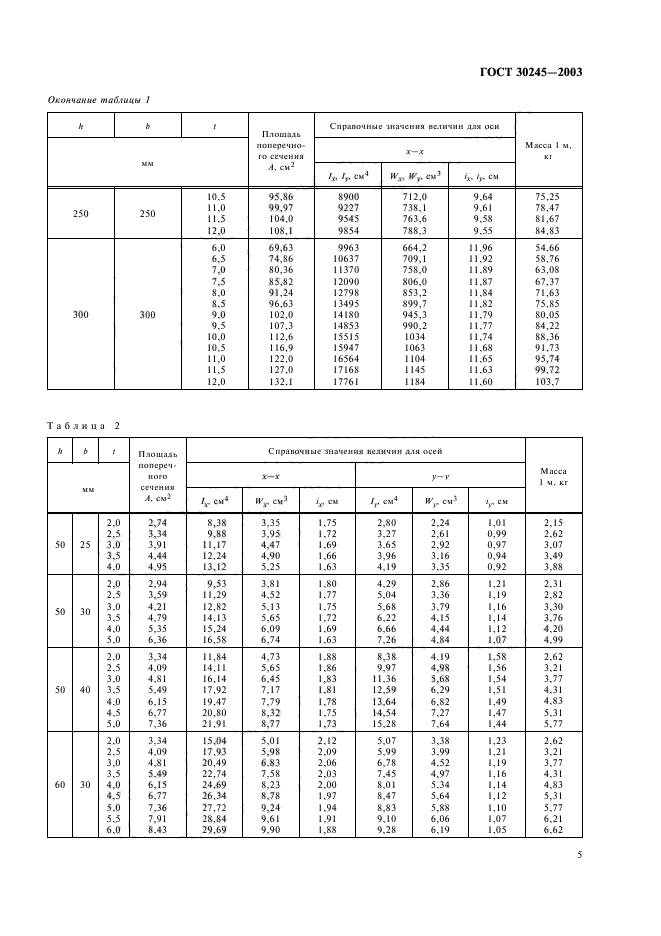 ГОСТ 30245—2003
Окончание таблицы 1
h b t Площадь поперечно-го сечения A, см² Справочные значения величин для оси Масса 1 м, кг
мм x—x
Ix, Iy, см⁴ Wx, Wy, см³ ix, iy, см
250 250 10,5 95,86 8900 712,0 9,64 75,25
11,0 99,97 9227 738,1 9,61 78,47
11,5 104,0 9545 763,6 9,58 81,67
12,0 108,1 9854 788,3 9,55 84,83
300 300 6,0 69,63 9963 664,2 11,96 54,66
6,5 74,86 10637 709,1 11,92 58,76
7,0 80,36 11370 758,0 11,89 63,08
7,5 85,82 12090 806,0 11,87 67,37
8,0 91,24 12798 853,2 11,84 71,63
8,5 96,63 13495 899,7 11,82 75,85
9,0 102,0 14180 945,3 11,79 80,05
9,5 107,3 14853 990,2 11,77 84,22
10,0 112,6 15515 1034 11,74 88,36
10,5 116,9 15947 1063 11,68 91,73
11,0 122,0 16564 1104 11,65 95,74
11,5 127,0 17168 1145 11,63 99,72
12,0 132,1 17761 1184 11,60 103,7
Таблица 2
h b t Площадь попереч-ного сечения A, см² Справочные значения величин для осей Масса 1 м, кг
мм x—x y—y
Ix, см⁴ Wx, см³ ix, см Iy, см⁴ Wy, см³ iy, см
50 25 2,0 2,74 8,38 3,35 1,75 2,80 2,24 1,01 2,15
2,5 3,34 9,88 3,95 1,72 3,27 2,61 0,99 2,62
3,0 3,91 11,17 4,47 1,69 3,65 2,92 0,97 3,07
3,5 4,44 12,24 4,90 1,66 3,96 3,16 0,94 3,49
4,0 4,95 13,12 5,25 1,63 4,19 3,35 0,92 3,88
50 30 2,0 2,94 9,53 3,81 1,80 4,29 2,86 1,21 2,31
2,5 3,59 11,29 4,52 1,77 5,04 3,36 1,19 2,82
3,0 4,21 12,82 5,13 1,75 5,68 3,79 1,16 3,30
3,5 4,79 14,13 5,65 1,72 6,22 4,15 1,14 3,76
4,0 5,35 15,24 6,09 1,69 6,66 4,44 1,12 4,20
5,0 6,36 16,58 6,74 1,63 7,26 4,84 1,07 4,99
50 40 2,0 3,34 11,84 4,73 1,88 8,38 4,19 1,58 2,62
2,5 4,09 14,11 5,65 1,86 9,97 4,98 1,56 3,21
3,0 4,81 16,14 6,45 1,83 11,36 5,68 1,54 3,77
3,5 5,49 17,92 7,17 1,81 12,59 6,29 1,51 4,31
4,0 6,15 19,47 7,79 1,78 13,64 6,82 1,49 4,83
4,5 6,77 20,80 8,32 1,75 14,54 7,27 1,47 5,31
5,0 7,36 21,91 8,77 1,73 15,28 7,64 1,44 5,77
60 30 2,0 3,34 15,04 5,01 2,12 5,07 3,38 1,23 2,62
2,5 4,09 17,93 5,98 2,09 5,99 3,99 1,21 3,21
3,0 4,81 20,49 6,83 2,06 6,78 4,52 1,19 3,77
3,5 5,49 22,74 7,58 2,03 7,45 4,97 1,16 4,31
4,0 6,15 24,69 8,23 2,00 8,01 5,34 1,14 4,83
4,5 6,77 26,34 8,78 1,97 8,47 5,64 1,12 5,31
5,0 7,36 27,72 9,24 1,94 8,83 5,88 1,10 5,77
5,5 7,91 28,84 9,61 1,91 9,10 6,06 1,07 6,21
6,0 8,43 29,69 9,90 1,88 9,28 6,19 1,05 6,62
5